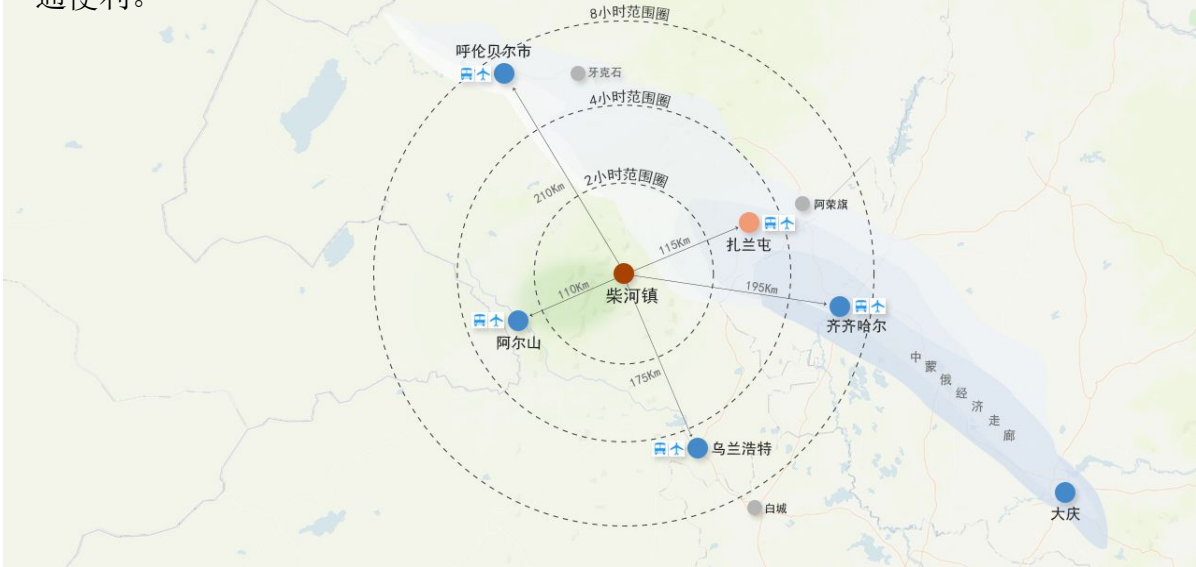 通便利。
8小时范围圈
呼伦贝尔市
牙克石
4小时范围圈
2小时范围圈
210Km
阿荣旗
115Km
扎兰屯
柴河镇
110Km
195Km
齐齐哈尔
阿尔山
175Km
中蒙俄经济走廊
乌兰浩特
大庆
白城